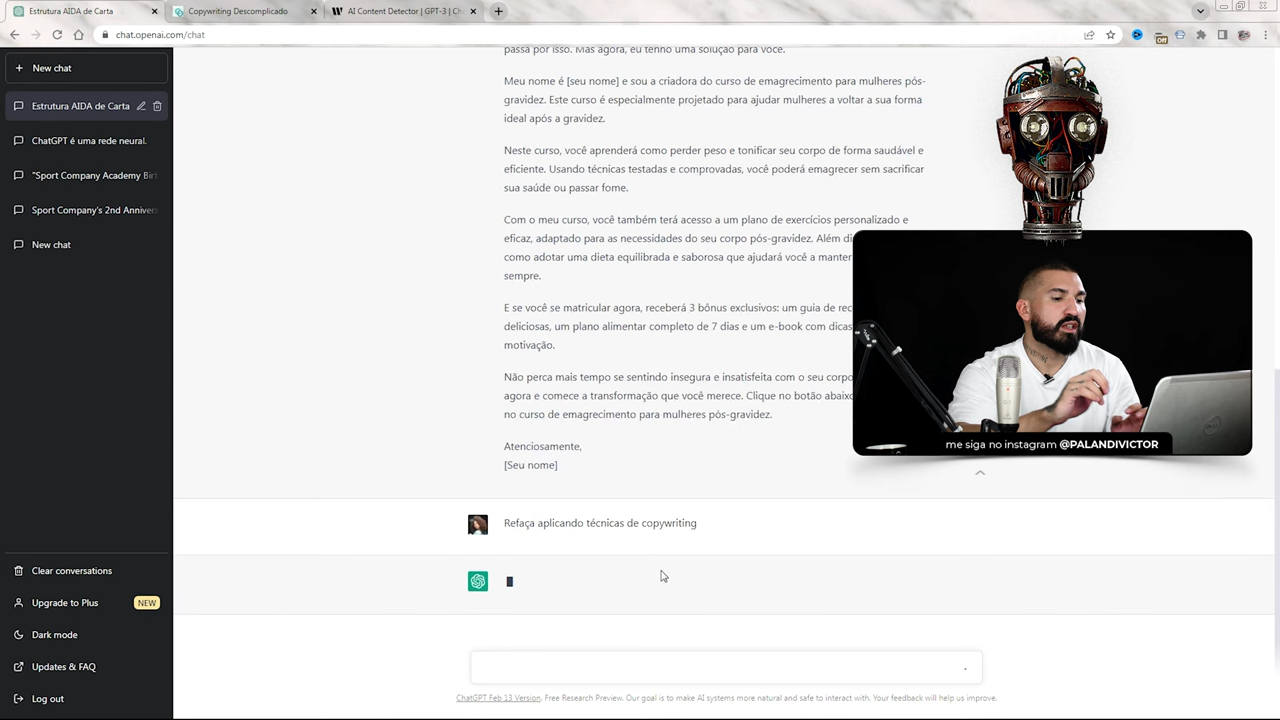 Estrutura AIDA de Carta
Copywriting Descomplicado
AI Content Detector | GPT-3 | Ch
chat.openai.com/chat
Off
New chat
Estrutura AIDA de Carta
ChatGPT é uma rede neural.
"Sport Company Academy Birt
Sport Company's 2nd Annivers
New chat
Clear conversations
Upgrade to Plus
NEW
Dark mode
Updates & FAQ
Log out
passa por isso. Mas agora, eu tenho uma solução para você.
Meu nome é [seu nome] e sou a criadora do curso de emagrecimento para mulheres pós-
gravidez. Este curso é especialmente projetado para ajudar mulheres a voltar a sua forma
ideal após a gravidez.
Neste curso, você aprenderá como perder peso e tonificar seu corpo de forma saudável e
eficiente. Usando técnicas testadas e comprovadas, você poderá emagrecer sem sacrificar
sua saúde ou passar fome.
Com o meu curso, você também terá acesso a um plano de exercícios personalizado e
eficaz, adaptado para as necessidades do seu corpo pós-gravidez. Além di
como adotar uma dieta equilibrada e saborosa que ajudará você a manter
sempre.
E se você se matricular agora, receberá 3 bônus exclusivos: um guia de rec
deliciosas, um plano alimentar completo de 7 dias e um e-book com dicas
motivação.
Não perca mais tempo se sentindo insegura e insatisfeita com o seu corpo
agora e comece a transformação que você merece. Clique no botão abaixo
no curso de emagrecimento para mulheres pós-gravidez.
Atenciosamente,
[Seu nome]
me siga no instagram @PALANDIVICTOR
Refaça aplicando técnicas de copywriting
ChatGPT Feb 13 Version. Free Research Preview. Our goal is to make AI systems more natural and safe to interact with. Your feedback will help us improve.